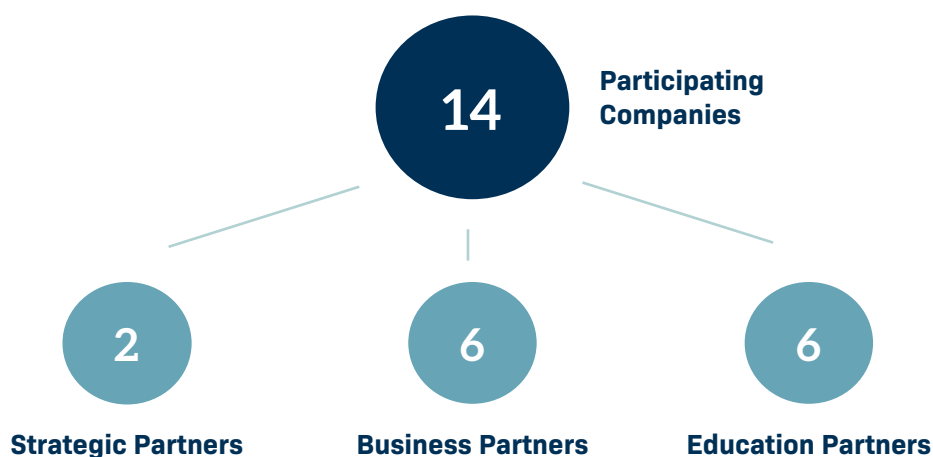 14
Participating
Companies
2
6
6
Strategic Partners
Business Partners
Education Partners